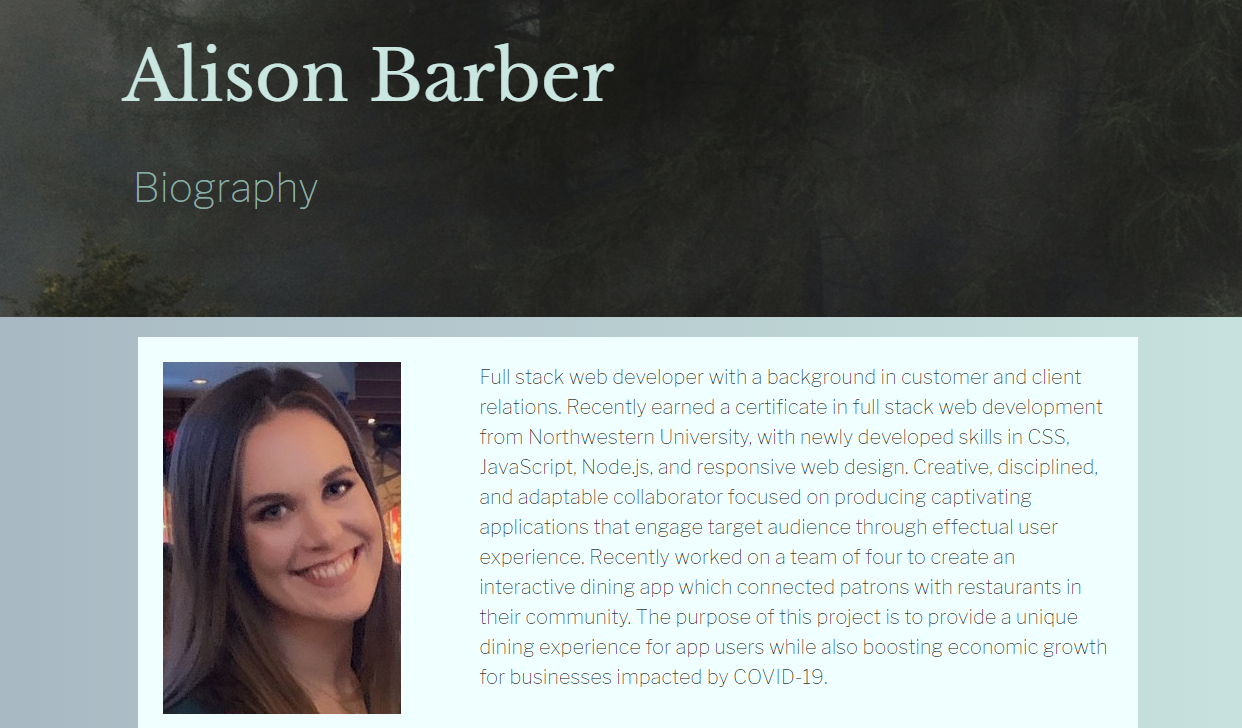 Alison Barber
Biography
Full stack web developer with a background in customer and client
relations. Recently earned a certificate in full stack web development
from Northwestern University, with newly developed skills in CSS,
JavaScript, Node.js, and responsive web design. Creative, disciplined,
and adaptable collaborator focused on producing captivating
applications that engage target audience through effectual user
experience. Recently worked on a team of four to create an
interactive dining app which connected patrons with restaurants in
their community. The purpose of this project is to provide a unique
dining experience for app users while also boosting economic growth
for businesses impacted by COVID-19.